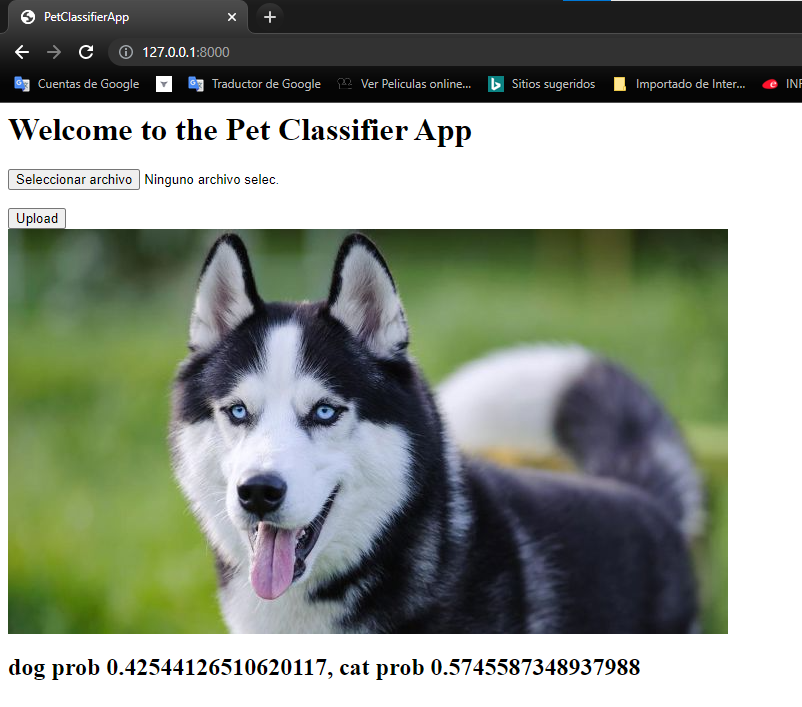 PetClassifierApp
127.0.0.1:8000
Cuentas de Google Traductor de Google Ver Peliculas online... Sitios sugeridos Importado de Inter...
Welcome to the Pet Classifier App
Seleccionar archivo Ninguno archivo selec.
Upload
dog prob 0.42544126510620117, cat prob 0.5745587348937988